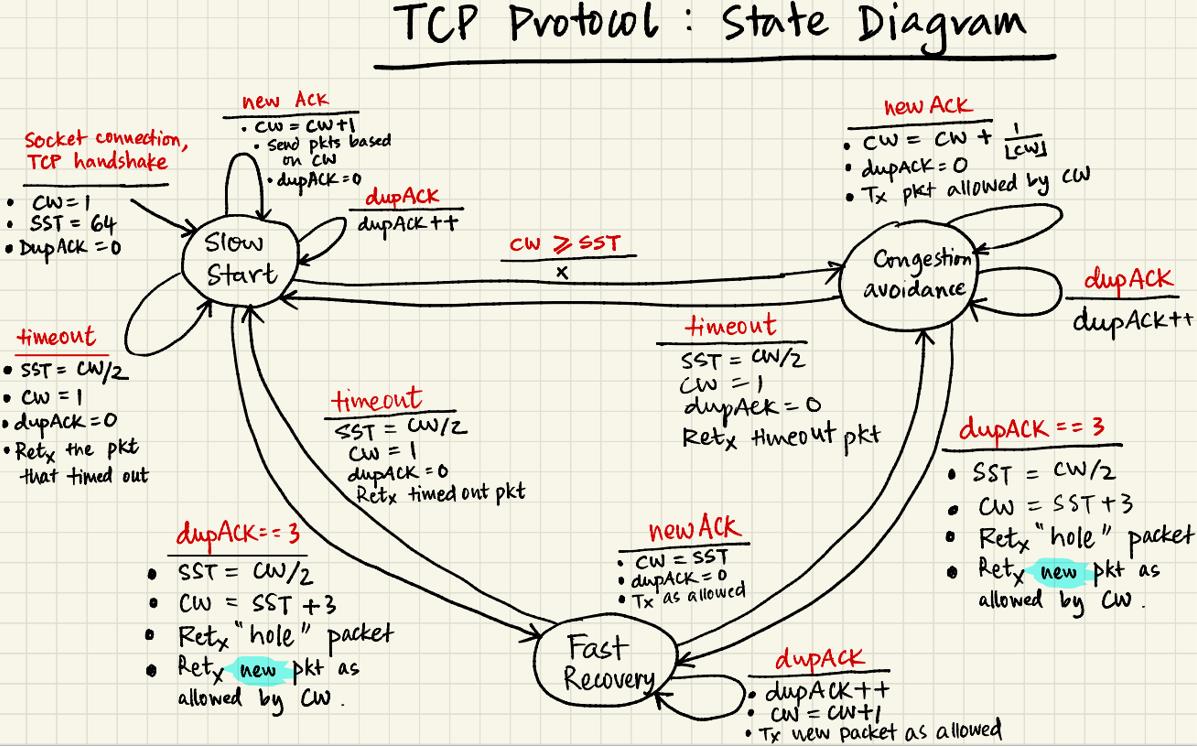 TCP Protocol : State Diagram
new Ack
• CW = CW+1
• Send pkts based
on CW
• dupACK=0
Socket connection,
TCP handshake
• CW=1
• SST = 64
• DupACK =0
dupACK
dupACK++
Slow
Start
CW ≥ SST
x
new Ack
• CW = CW + 1/⌊CW⌋
• dupACK=0
• Tx pkt allowed by CW
Congestion
avoidance
dupACK
dupACK++
timeout
• SST = CW/2
• CW = 1
• dupACK=0
• Retx the pkt
that timed out
timeout
SST = CW/2
CW = 1
dupACK =0
Retx timed out pkt
timeout
SST = CW/2
CW = 1
dupAck = 0
Retx timeout pkt
dupACK == 3
• SST = CW/2
• CW = SST+3
• Retx "hole" packet
• Retx new pkt as
allowed by CW.
dupACK== 3
• SST = CW/2
• CW = SST +3
• Retx "hole" packet
• Retx new pkt as
allowed by CW.
new ACK
• CW = SST
• dupACK=0
• Tx as allowed
Fast
Recovery
dupACK
• dupACK++
• CW = CW+1
• Tx new packet as allowed